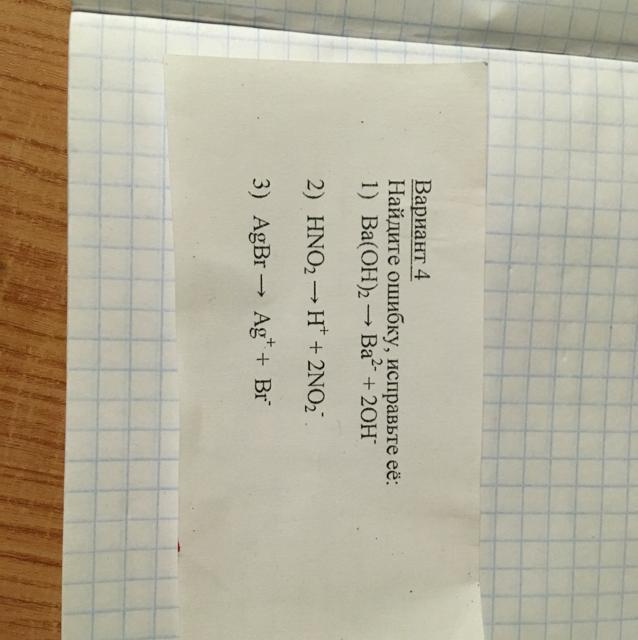 Вариант 4
Найдите ошибку, исправьте её:
1) Ba(OH)₂ → Ba²⁻ + 2OH⁻
2) HNO₂ → H⁺ + 2NO₂⁻.
3) AgBr → Ag⁺ + Br⁻